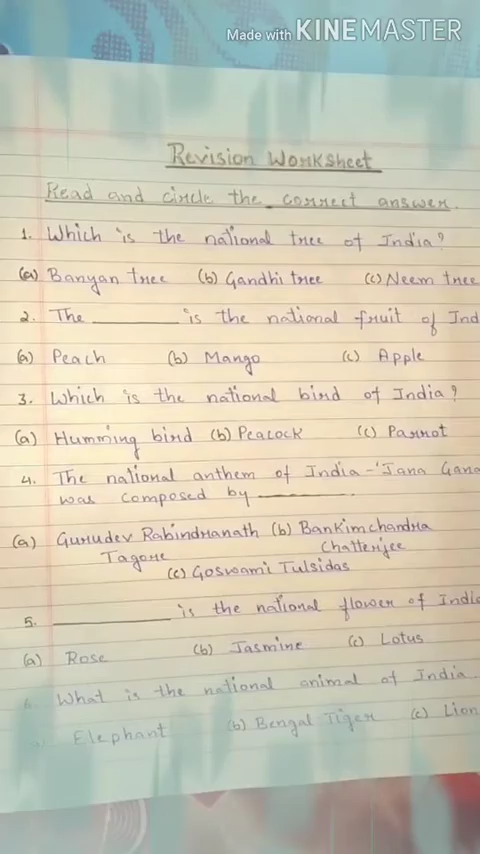 Made with KINEMASTER
Revision Worksheet
Read and circle the correct answer.
1. Which is the national tree of India?
(a) Banyan tree (b) Gandhi tree (c) Neem tree
2. The ________ is the national fruit of Ind
(a) Peach (b) Mango (c) Apple
3. Which is the national bird of India?
(a) Humming bird (b) Peacock (c) Parrot
4. The national anthem of India - 'Jana Gana
was composed by ________.
(a) Gurudev Rabindranath (b) Bankimchandra
Tagore Chatterjee
(c) Goswami Tulsidas
5. ________ is the national flower of India
(a) Rose (b) Jasmine (c) Lotus
What is the national animal of India
Elephant (b) Bengal Tiger (c) Lion